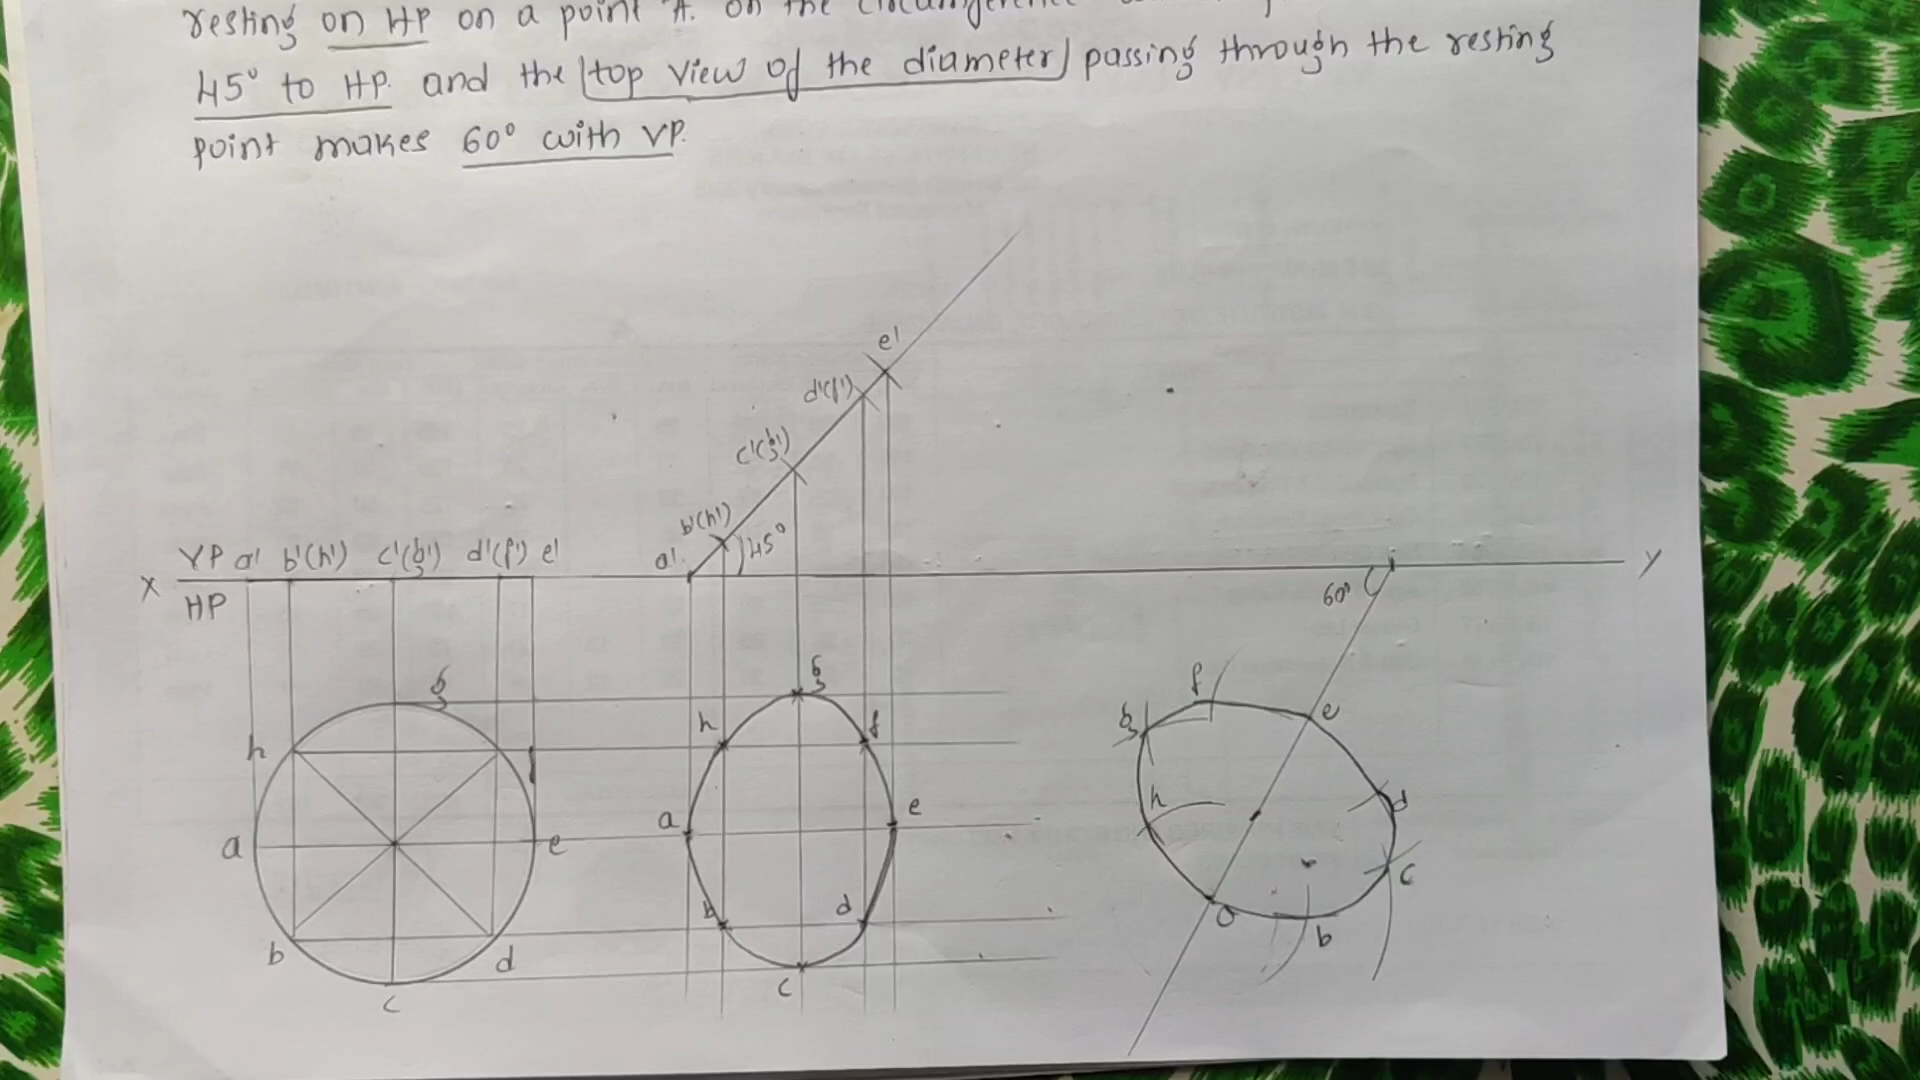 resting on HP on a point 'A' on the circumference
45° to HP. and the top view of the diameter passing through the resting
point makes 60° with VP.
e'
d'(f')
c'(g')
b'(h')
a'
45°
VP a' b'(h') c'(g') d'(f') e'
X
HP
Y
60°
g
h
f
a
e
b
d
c
g
h
f
a
e
b
d
c
f
g
e
h
d
c
a
b